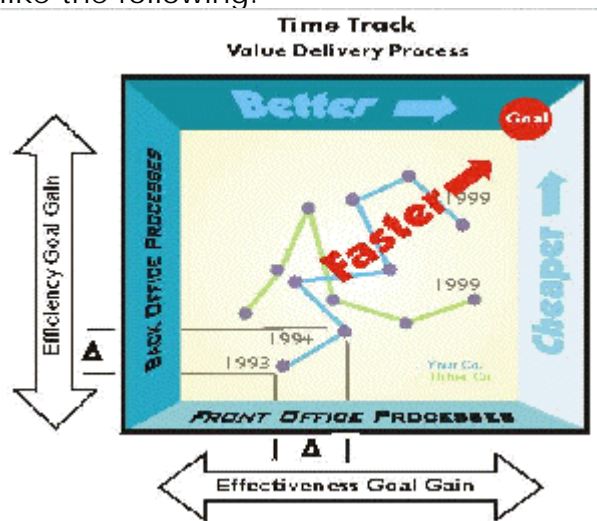 like the following:
Time Track
Value Delivery Process
Better
Goal
Efficiency Goal Gain
BACK OFFICE PROCESSES
Faster
Cheaper
1999
1999
1994
1993
Δ
Your Co.
Other Co.
FRONT OFFICE PROCESSES
Δ
Effectiveness Goal Gain